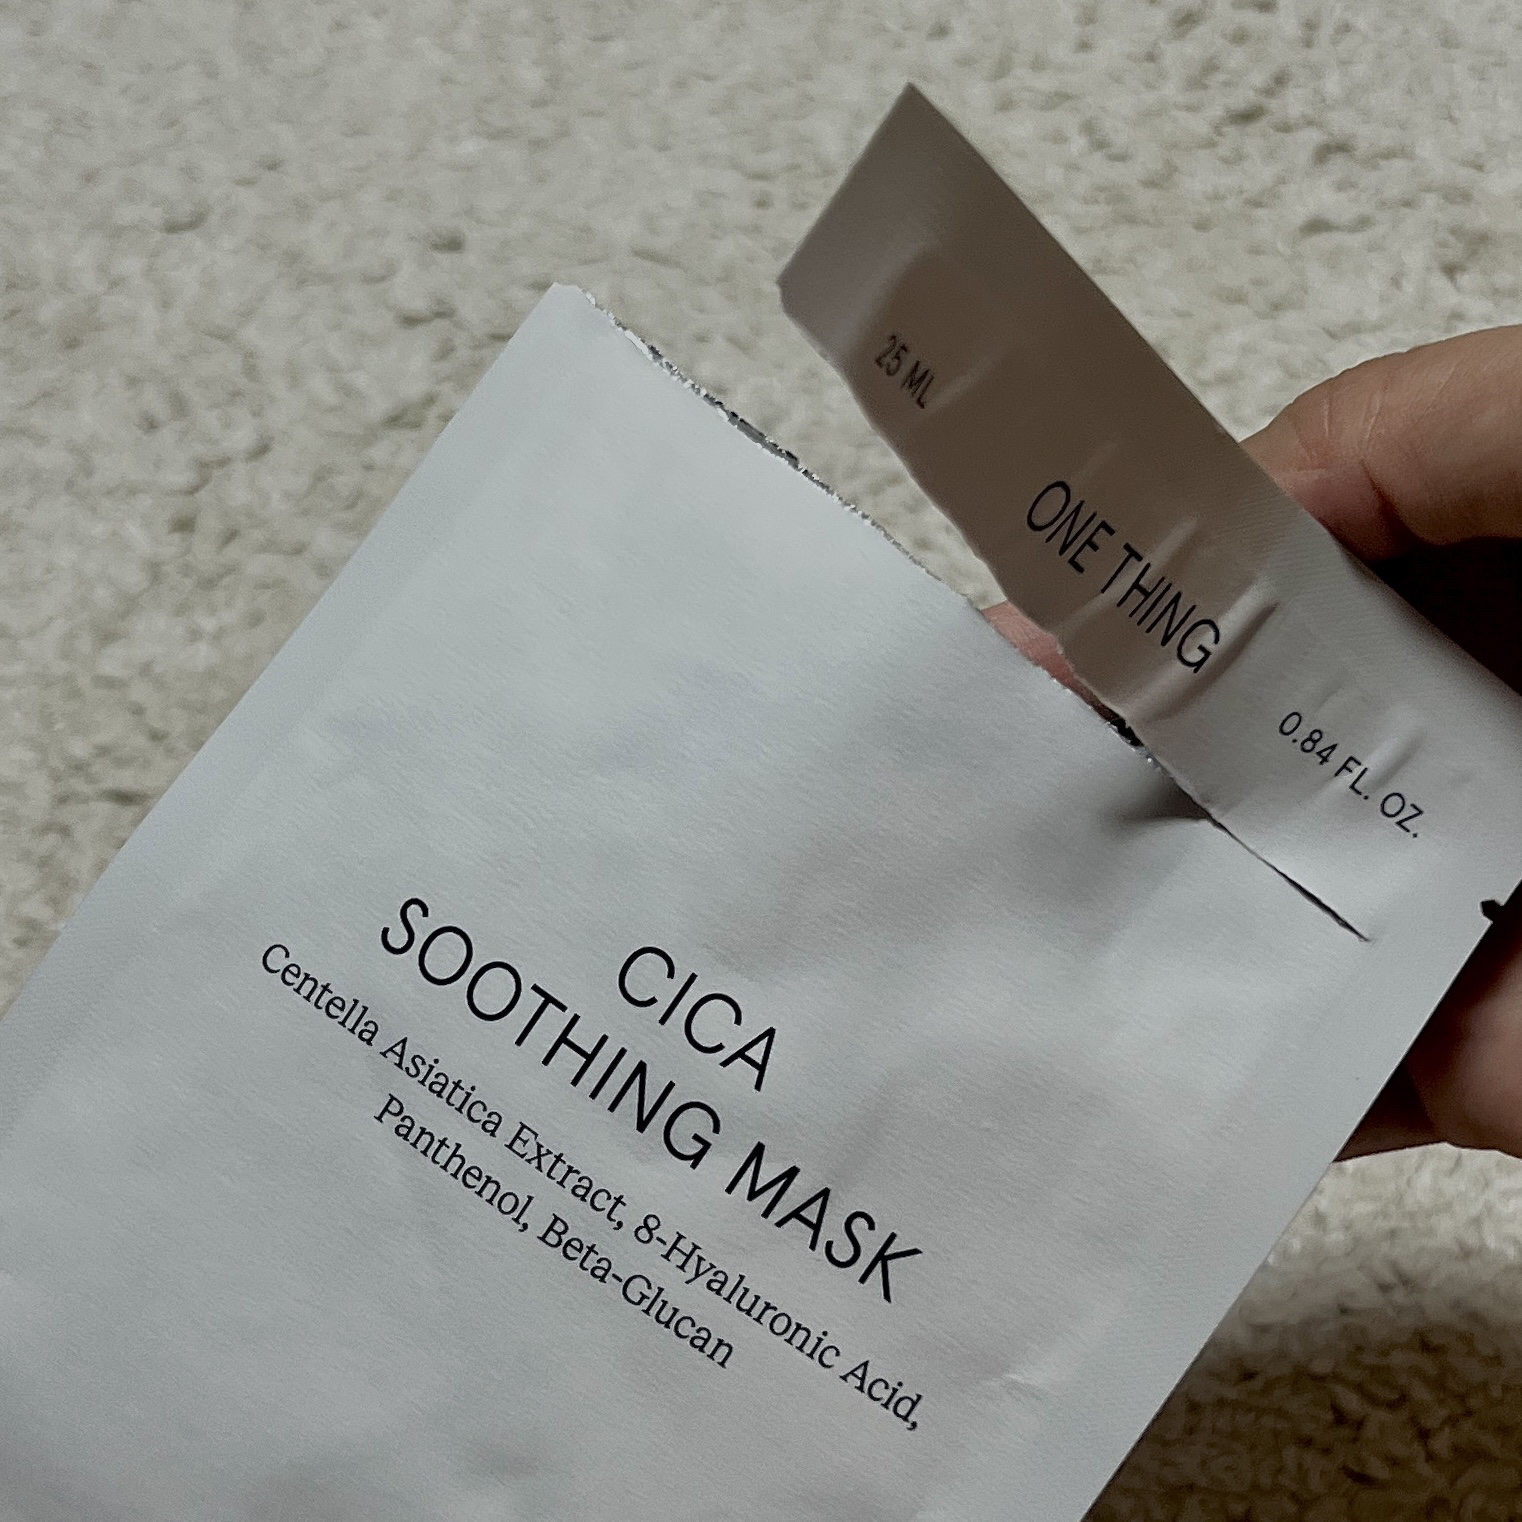 25 ML
ONE THING
0.84 FL. OZ.
CICA
SOOTHING MASK
Centella Asiatica Extract, 8-Hyaluronic Acid,
Panthenol, Beta-Glucan